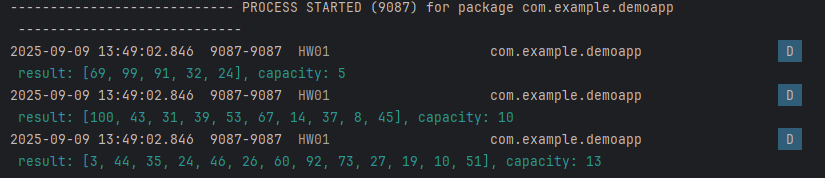 --------------------------- PROCESS STARTED (9087) for package com.example.demoapp
----------------------------
2025-09-09 13:49:02.846  9087-9087  HW01                    com.example.demoapp                  D
result: [69, 99, 91, 32, 24], capacity: 5
2025-09-09 13:49:02.846  9087-9087  HW01                    com.example.demoapp                  D
result: [100, 43, 31, 39, 53, 67, 14, 37, 8, 45], capacity: 10
2025-09-09 13:49:02.846  9087-9087  HW01                    com.example.demoapp                  D
result: [3, 44, 35, 24, 46, 26, 60, 92, 73, 27, 19, 10, 51], capacity: 13